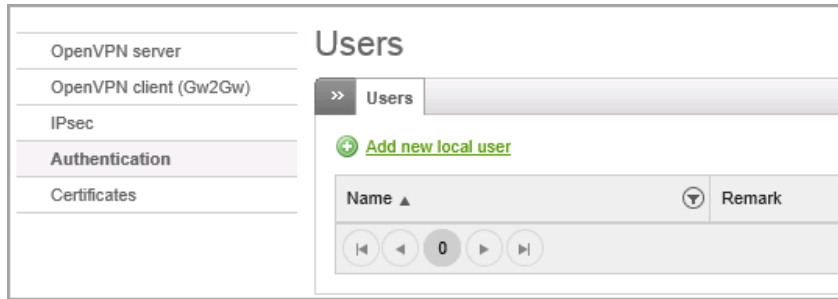 OpenVPN server
OpenVPN client (Gw2Gw)
IPsec
Authentication
Certificates
Users
Users
Add new local user
Name Remark
0